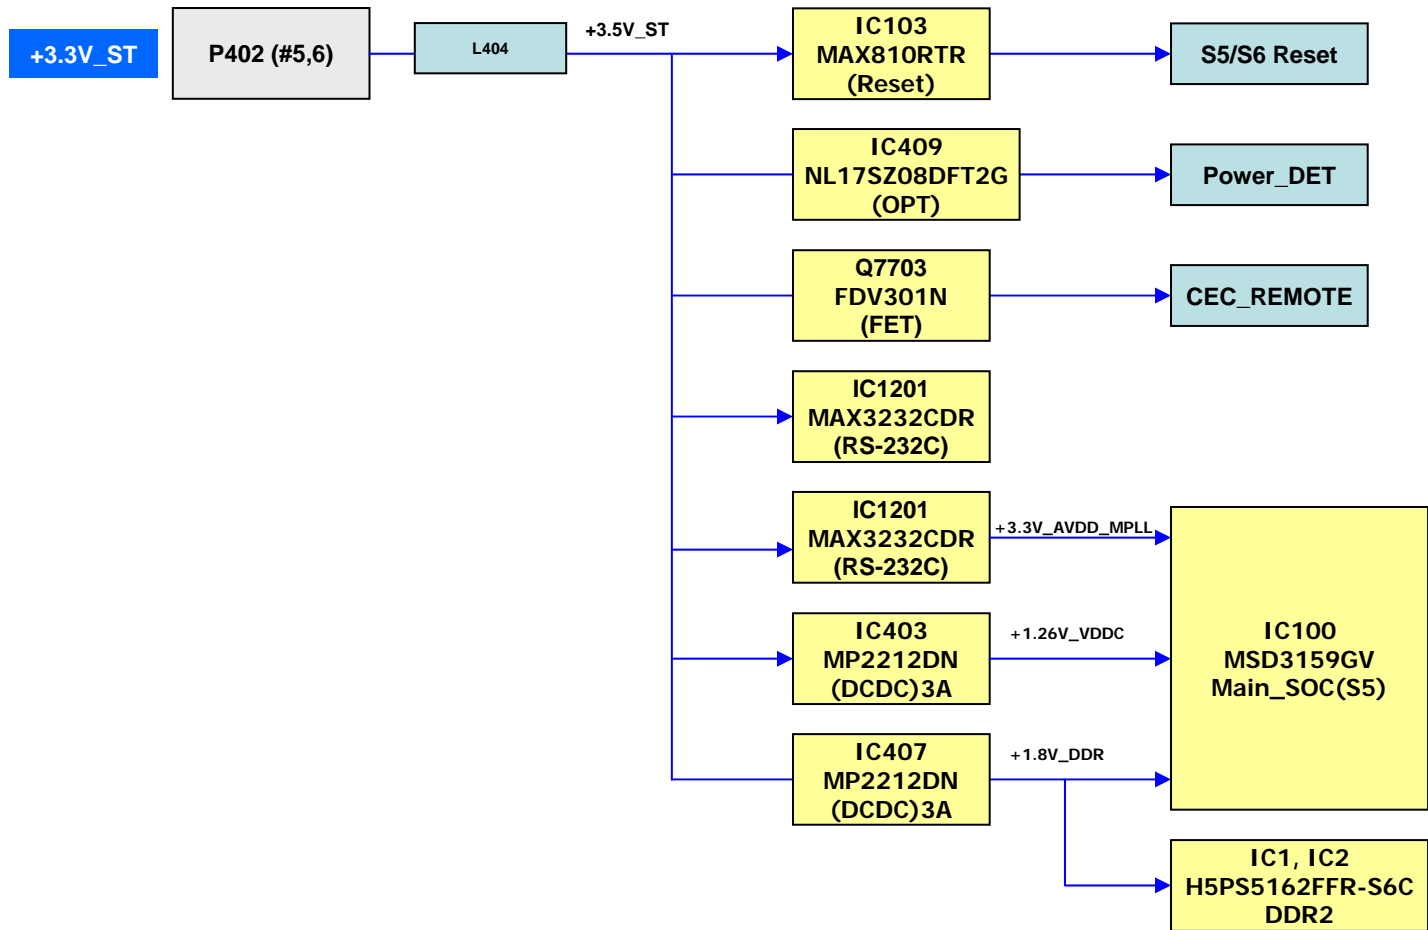 +3.3V_ST
P402 (#5,6)
L404
+3.5V_ST
IC103
MAX810RTR
(Reset)
S5/S6 Reset
IC409
NL17SZ08DFT2G
(OPT)
Power_DET
Q7703
FDV301N
(FET)
CEC_REMOTE
IC1201
MAX3232CDR
(RS-232C)
IC1201
MAX3232CDR
(RS-232C)
+3.3V_AVDD_MPLL
IC403
MP2212DN
(DCDC)3A
+1.26V_VDDC
IC100
MSD3159GV
Main_SOC(S5)
IC407
MP2212DN
(DCDC)3A
+1.8V_DDR
IC1, IC2
H5PS5162FFR-S6C
DDR2